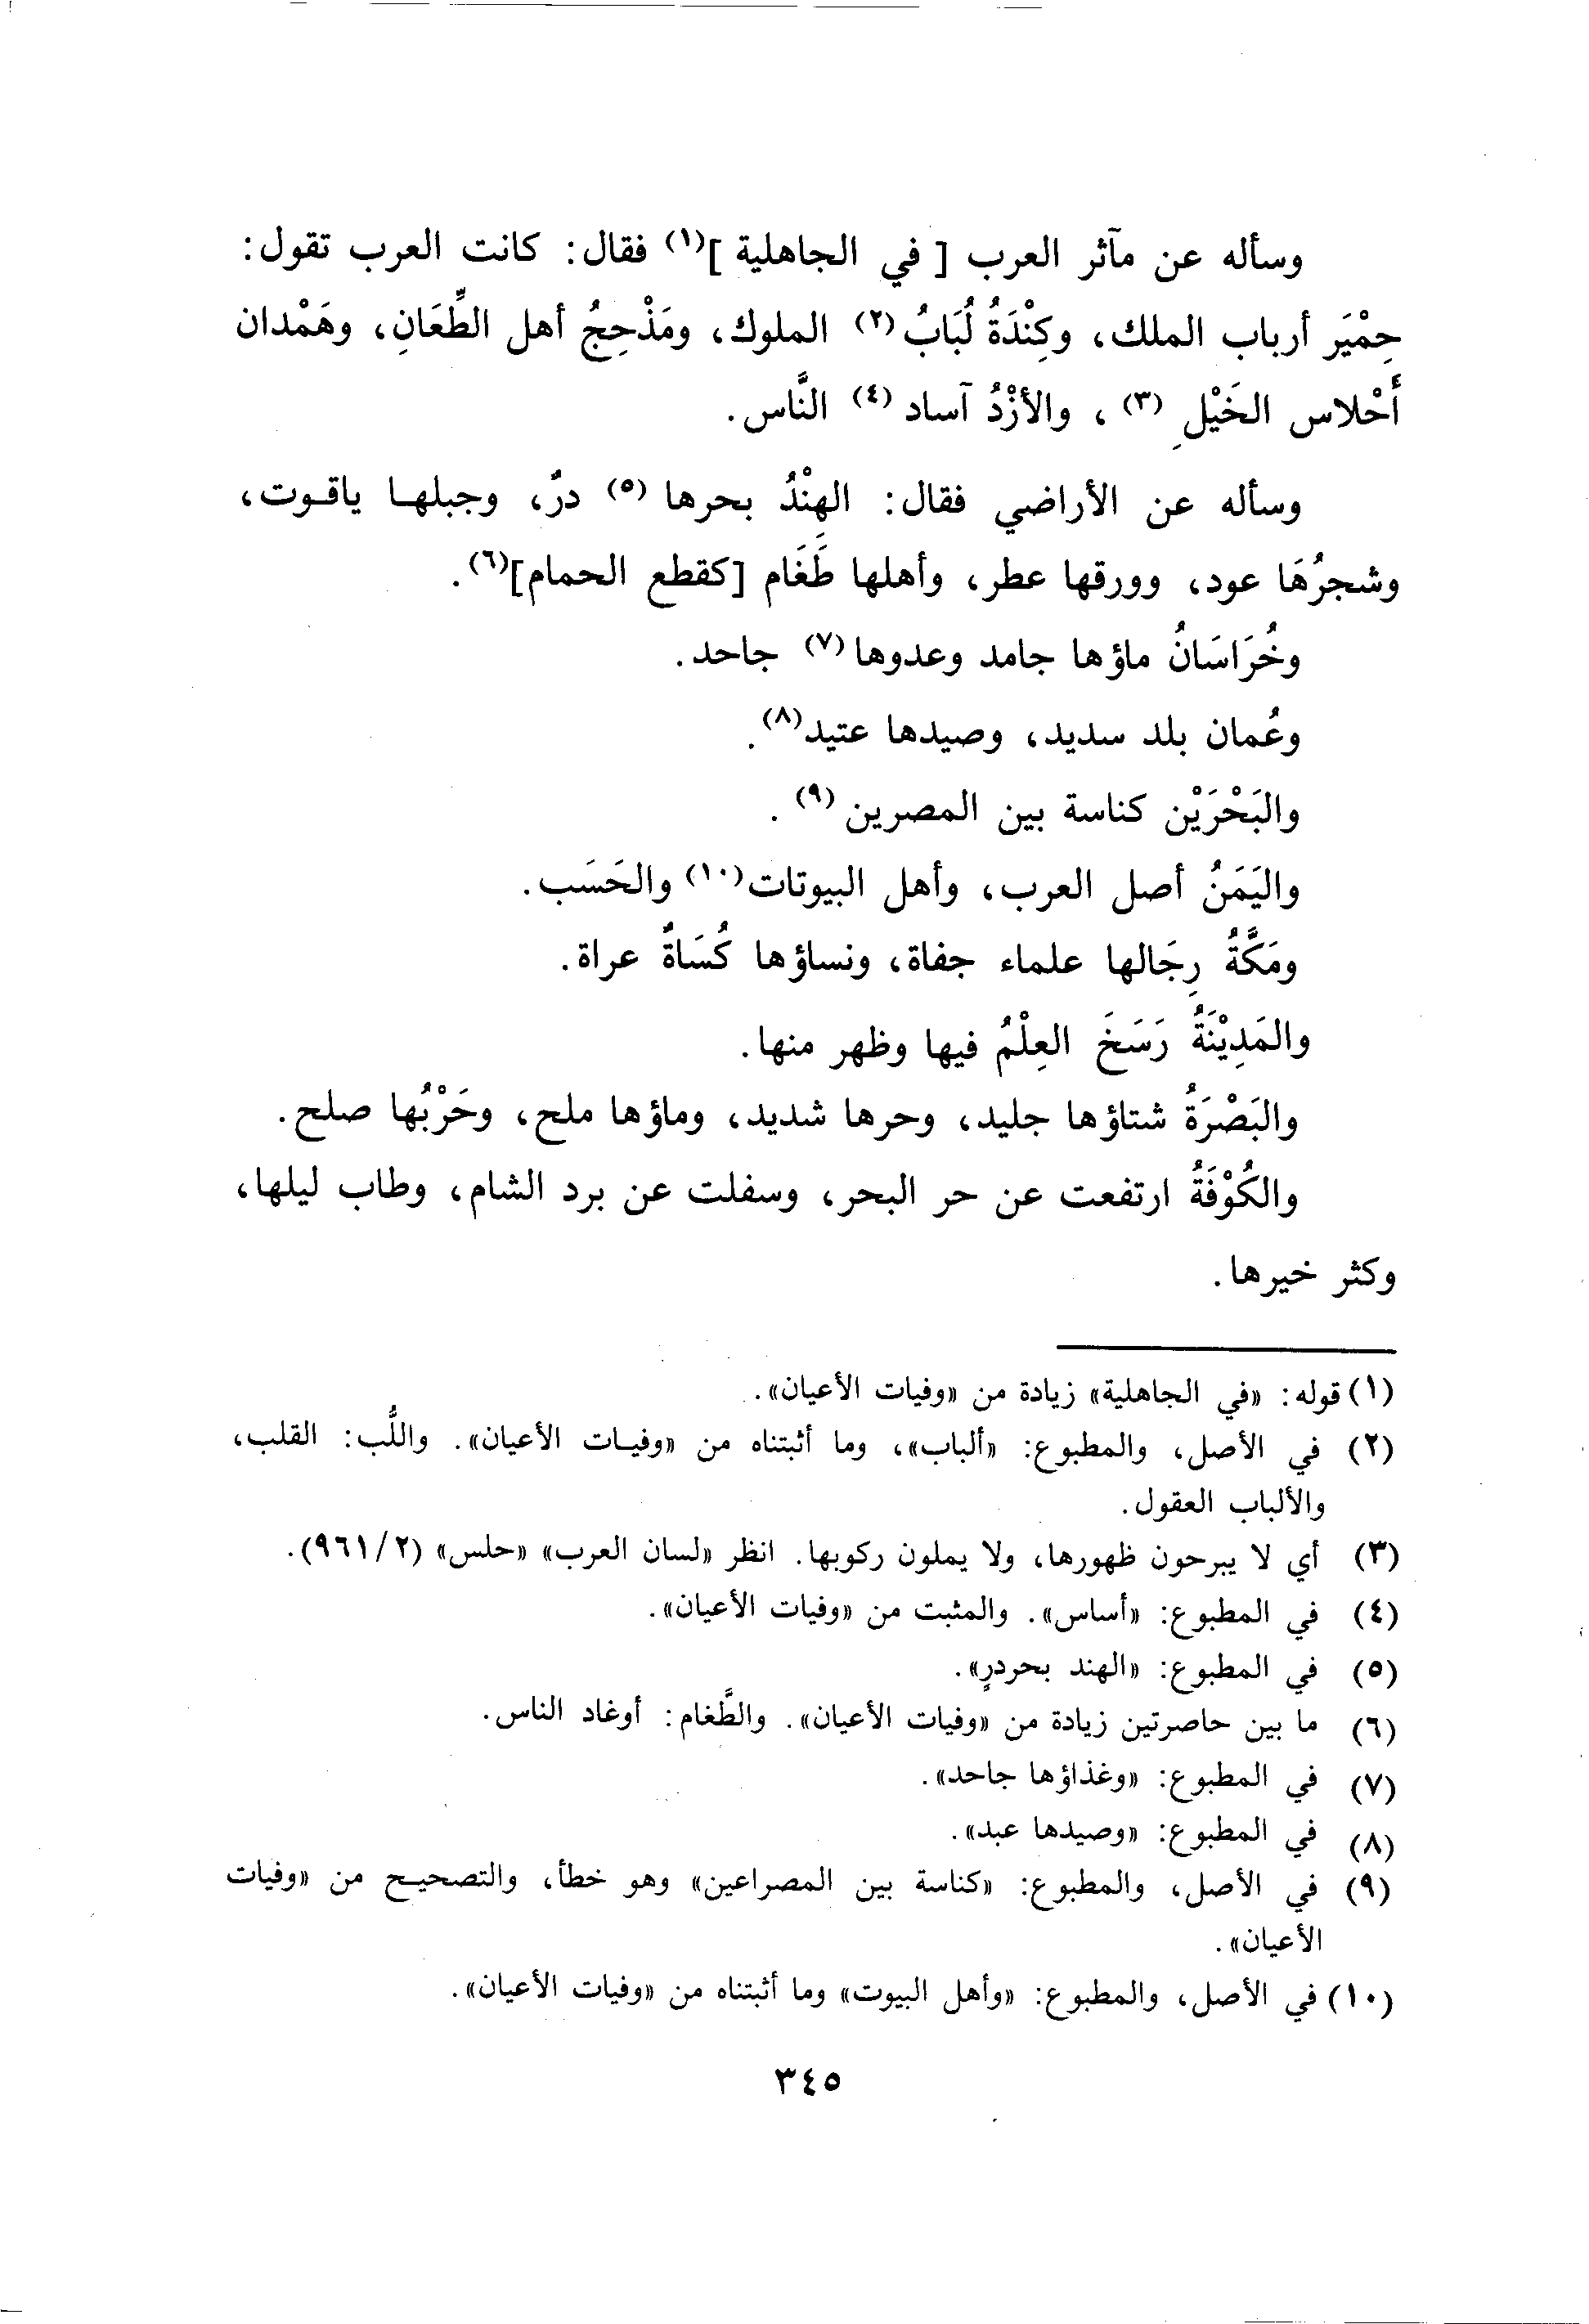 وسأله عن مآثر العرب [ في الجاهلية ](١) فقال: كانت العرب تقول:
حِمْيَر أرباب الملك، وكِنْدَةُ لُبَابُ(٢) الملوك، ومَذْحِجُ أهل الطِّعَانِ، وهَمْدان
أَحْلاس الخَيْلِ (٣)، والأزْدُ آساد (٤) النَّاس.
وسأله عن الأراضي فقال: الهِنْدُ بحرها (٥) درٌ، وجبلهـا ياقـوت،
وشجرُهَا عود، وورقها عطر، وأهلها طَغَام [كقطع الحمام](٦).
وخُرَاسَانُ ماؤها جامد وعدوها(٧) جاحد.
وعُمان بلد سديد، وصيدها عتيد(٨).
والبَحْرَيْن كناسة بين المصرين (٩).
واليَمَنُ أصل العرب، وأهل البيوتات(١٠) والحَسَب.
ومَكَّةُ رِجَالها علماء جفاة، ونساؤها كُسَاةٌ عراة.
والمَدِيْنَةُ رَسَخَ العِلْمُ فيها وظهر منها.
والبَصْرَةُ شتاؤها جليد، وحرها شديد، وماؤها ملح، وحَرْبُها صلح.
والكُوْفَةُ ارتفعت عن حر البحر، وسفلت عن برد الشام، وطاب ليلها،
وكثر خيرها.
(١) قوله: «في الجاهلية» زيادة من «وفيات الأعيان».
(٢) في الأصل، والمطبوع: «ألباب»، وما أثبتناه من «وفيـات الأعيان». واللُّب: القلب،
والألباب العقول.
(٣) أي لا يبرحون ظهورها، ولا يملون ركوبها. انظر «لسان العرب» «حلس» (٩٦١/٢).
(٤) في المطبوع: «أساس». والمثبت من «وفيات الأعيان».
(٥) في المطبوع: «الهند بحردرٍ».
(٦) ما بين حاصرتين زيادة من «وفيات الأعيان». والطَّغام: أوغاد الناس.
(٧) في المطبوع: «وغذاؤها جاحد».
(٨) في المطبوع: «وصيدها عبد».
(٩) في الأصل، والمطبوع: «كناسة بين المصراعين» وهو خطأ، والتصحيـح من «وفيات
الأعيان».
(١٠) في الأصل، والمطبوع: «وأهل البيوت» وما أثبتناه من «وفيات الأعيان».
٣٤٥